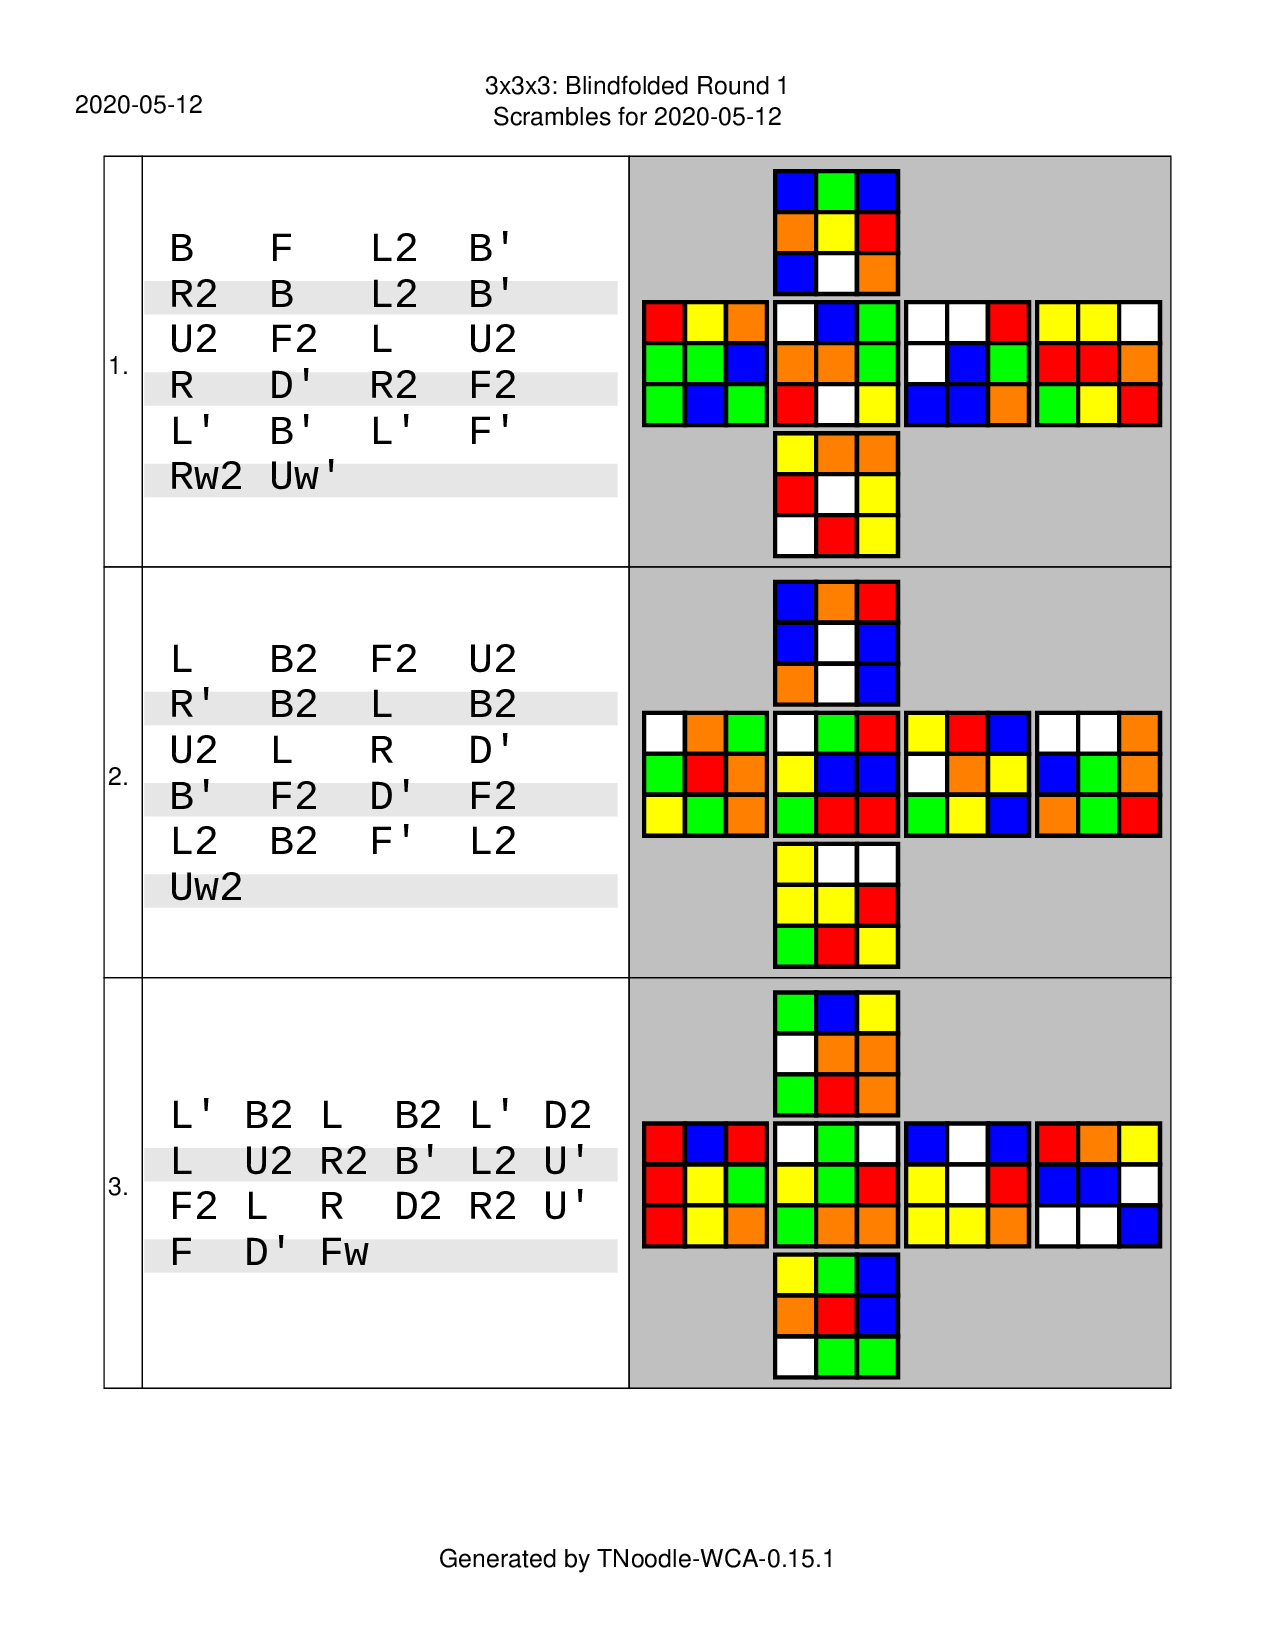 2020-05-12
3x3x3: Blindfolded Round 1
Scrambles for 2020-05-12
1.
B F L2 B'
R2 B L2 B'
U2 F2 L U2
R D' R2 F2
L' B' L' F'
Rw2 Uw'
2.
L B2 F2 U2
R' B2 L B2
U2 L R D'
B' F2 D' F2
L2 B2 F' L2
Uw2
3.
L' B2 L B2 L' D2
L U2 R2 B' L2 U'
F2 L R D2 R2 U'
F D' Fw
Generated by TNoodle-WCA-0.15.1